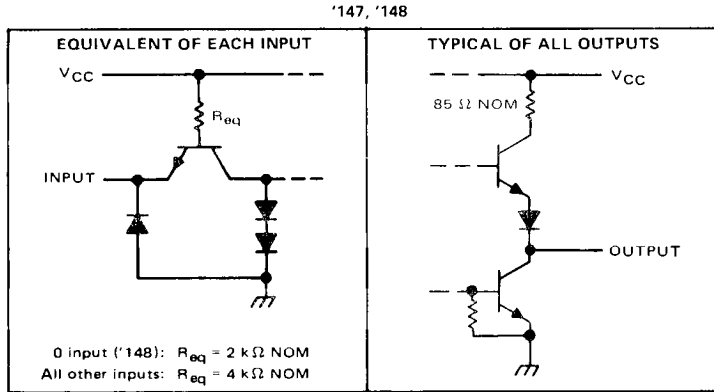 '147, '148
EQUIVALENT OF EACH INPUT
VCC
Req
INPUT
0 input ('148): Req = 2 kΩ NOM
All other inputs: Req = 4 kΩ NOM
TYPICAL OF ALL OUTPUTS
VCC
85 Ω NOM
OUTPUT